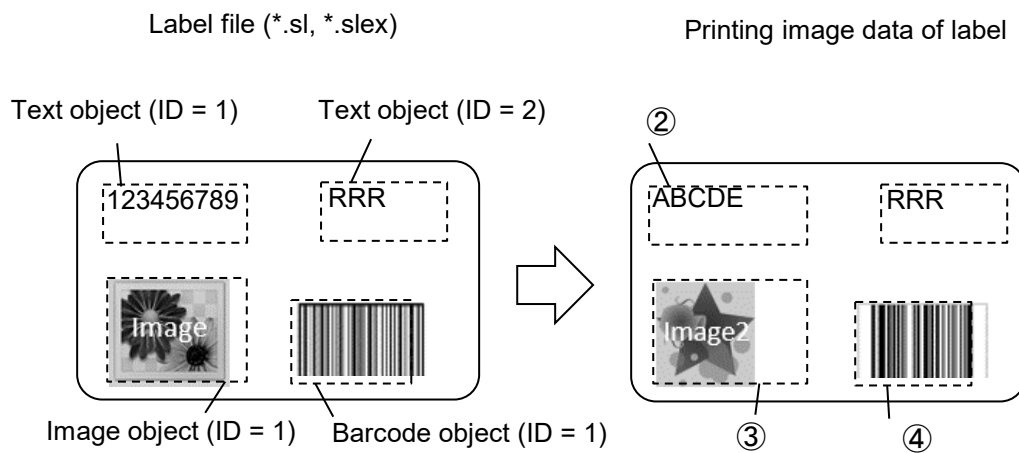 Label file (*.sl, *.slex)
Printing image data of label
Text object (ID = 1)
Text object (ID = 2)
②
123456789
RRR
ABCDE
RRR
Image
Image2
Image object (ID = 1)
Barcode object (ID = 1)
③
④